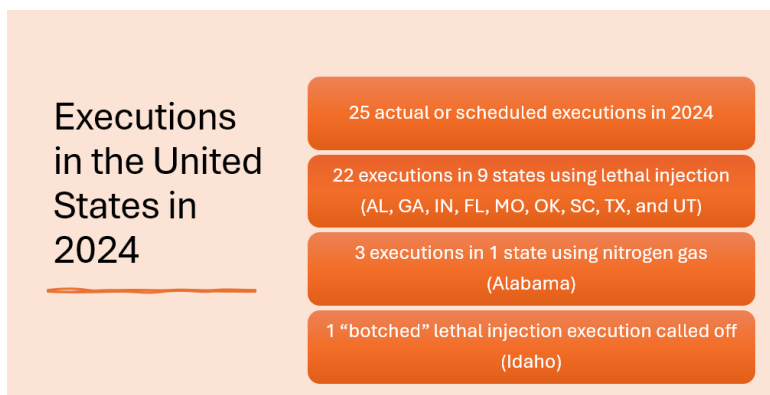 Executions
in the United
States in
2024
25 actual or scheduled executions in 2024
22 executions in 9 states using lethal injection
(AL, GA, IN, FL, MO, OK, SC, TX, and UT)
3 executions in 1 state using nitrogen gas
(Alabama)
1 “botched” lethal injection execution called off
(Idaho)